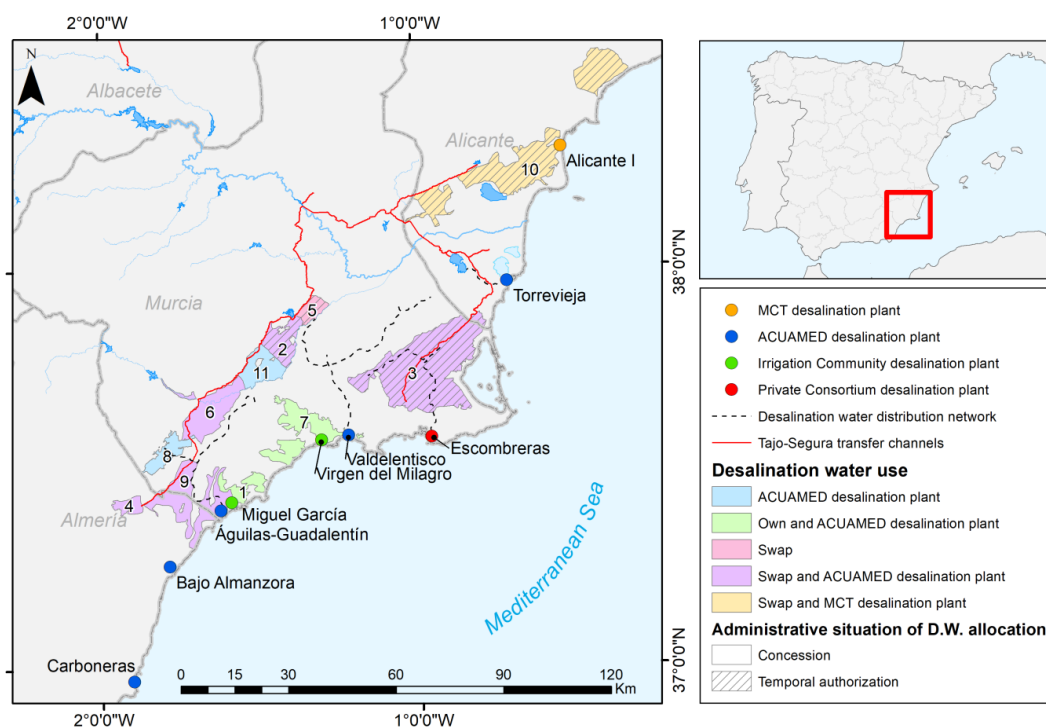 2°0'0"W
1°0'0"W
N
Albacete
Alicante
10
Alicante I
38°0'0"N
Torrevieja
Murcia
5
2
11
3
6
7
Escombreras
Valdelentisco
Virgen del Milagro
8
9
1
4
Miguel García
Almería
Águilas-Guadalentín
Bajo Almanzora
Mediterranean Sea
Carboneras
37°0'0"N
0 15 30 60 90 120
Km
2°0'0"W
1°0'0"W
MCT desalination plant
ACUAMED desalination plant
Irrigation Community desalination plant
Private Consortium desalination plant
Desalination water distribution network
Tajo-Segura transfer channels
Desalination water use
ACUAMED desalination plant
Own and ACUAMED desalination plant
Swap
Swap and ACUAMED desalination plant
Swap and MCT desalination plant
Administrative situation of D.W. allocation
Concession
Temporal authorization